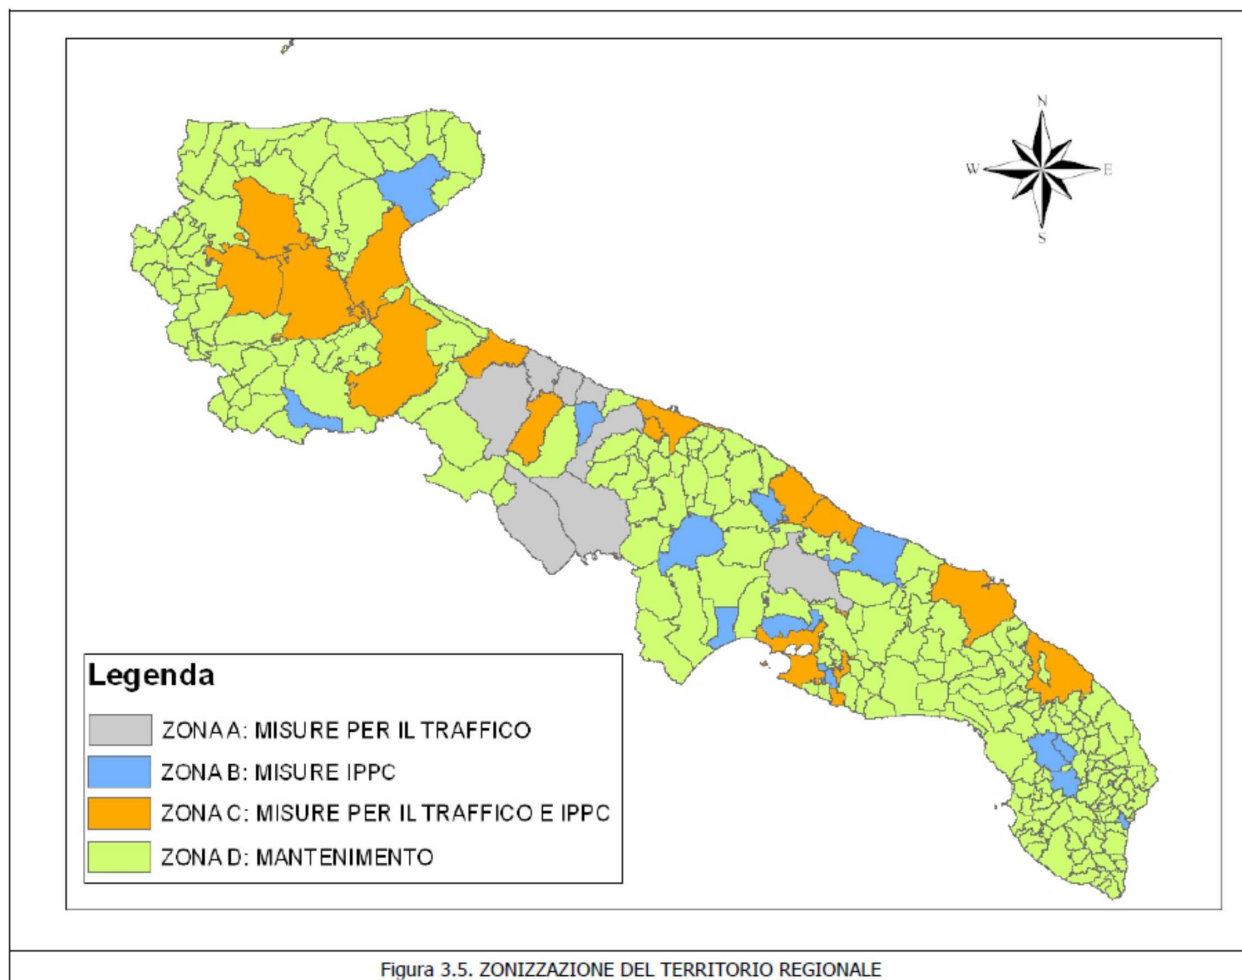 N
W E
S
Legenda
ZONA A: MISURE PER IL TRAFFICO
ZONA B: MISURE IPPC
ZONA C: MISURE PER IL TRAFFICO E IPPC
ZONA D: MANTENIMENTO
Figura 3.5. ZONIZZAZIONE DEL TERRITORIO REGIONALE